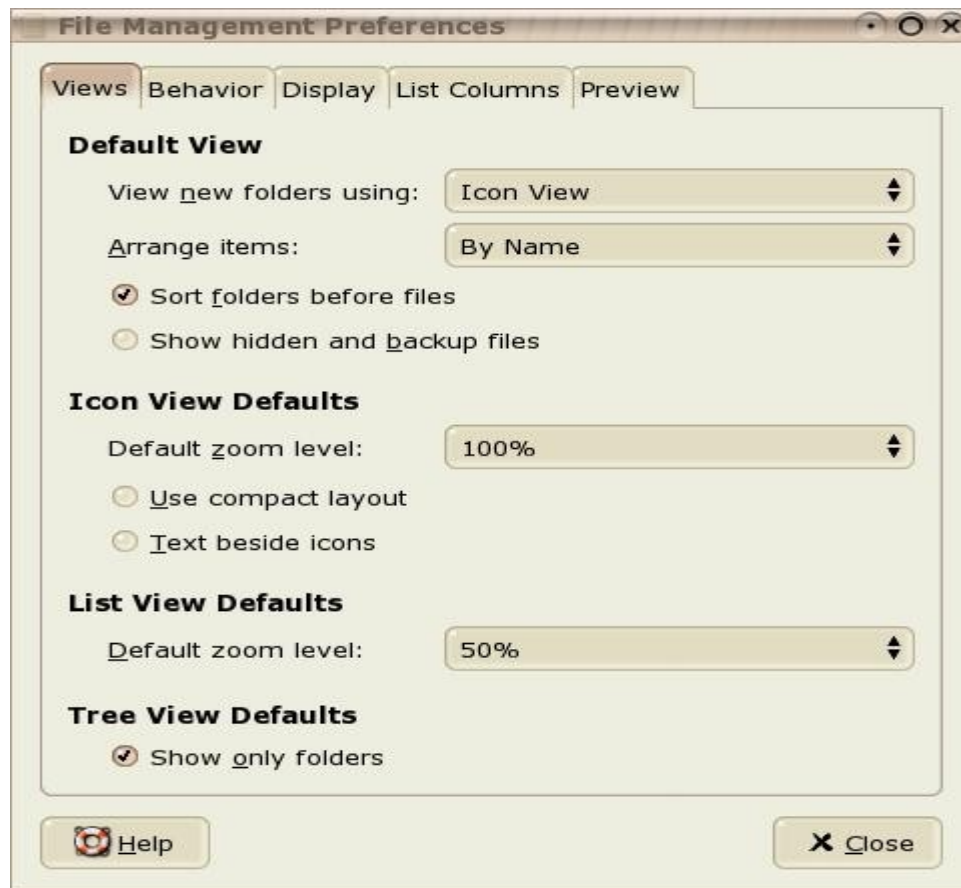 File Management Preferences
Views Behavior Display List Columns Preview
Default View
View new folders using: Icon View
Arrange items: By Name
Sort folders before files
Show hidden and backup files
Icon View Defaults
Default zoom level: 100%
Use compact layout
Text beside icons
List View Defaults
Default zoom level: 50%
Tree View Defaults
Show only folders
Help Close